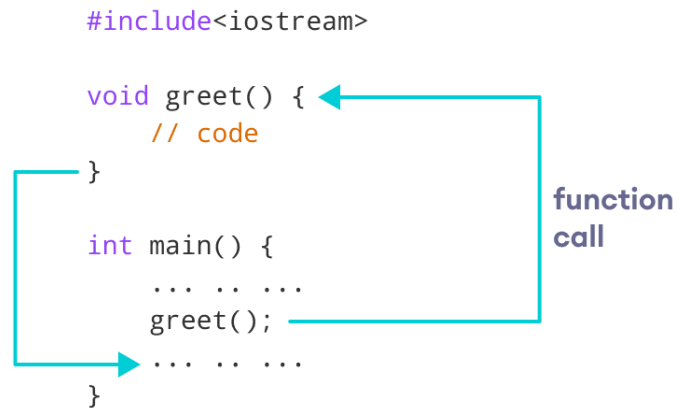 #include<iostream>
void greet() {
// code
}
int main() {
... .. ...
greet();
... .. ...
}
function
call